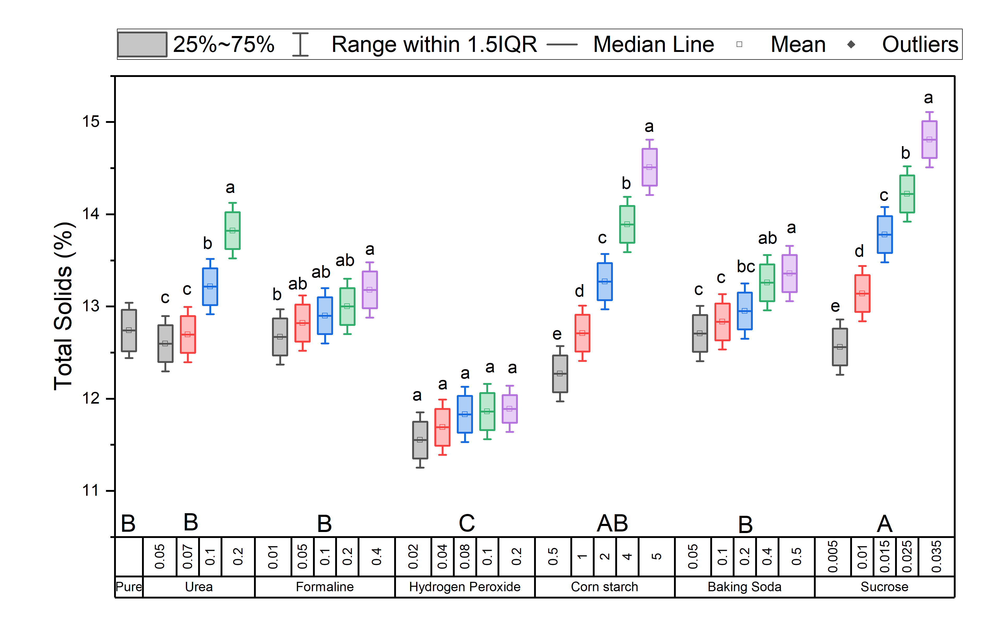 25%~75% Range within 1.5IQR Median Line Mean Outliers
Total Solids (%)
15
14
13
12
11
c c b a
b ab ab ab a
a a a a a
e d c b a
c c bc ab a
e d c b a
B B B C AB B A
0.05 0.07 0.1 0.2 0.01 0.05 0.1 0.2 0.4 0.02 0.04 0.08 0.1 0.2 0.5 1 2 4 5 0.05 0.1 0.2 0.4 0.5 0.005 0.01 0.015 0.025 0.035
Pure Urea Formaline Hydrogen Peroxide Corn starch Baking Soda Sucrose